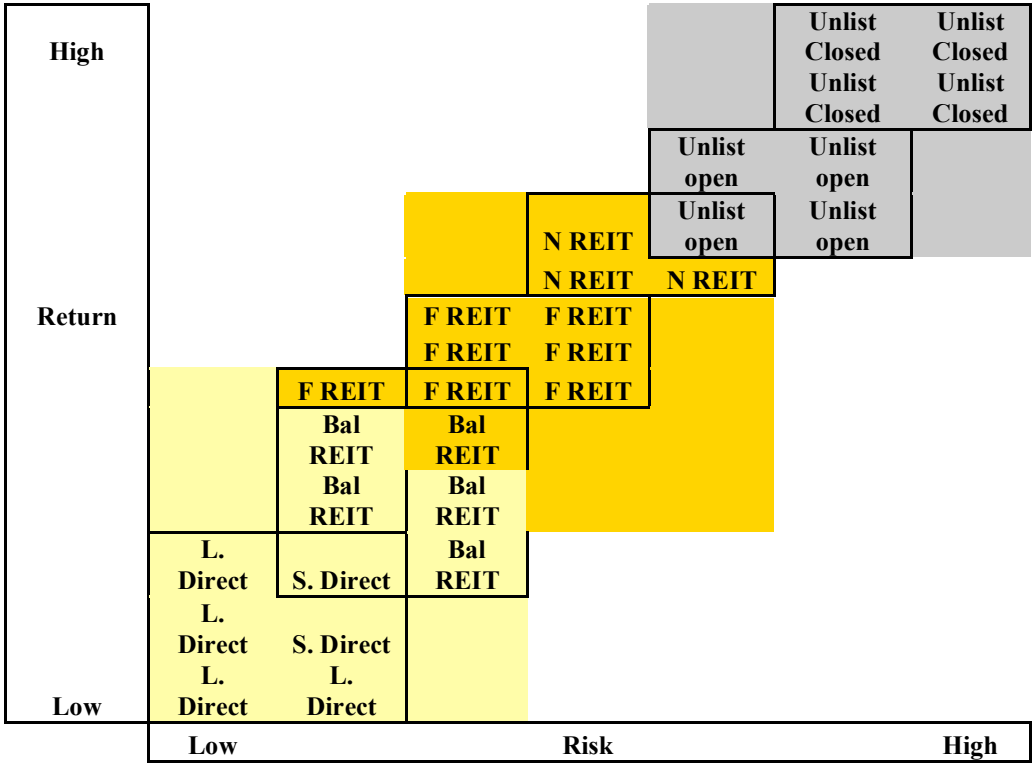 Unlist Unlist
High Closed Closed
Unlist Unlist
Closed Closed
Unlist Unlist
open open
Unlist Unlist
N REIT open open
N REIT N REIT
Return F REIT F REIT
F REIT F REIT
F REIT F REIT F REIT
Bal Bal
REIT REIT
Bal Bal
REIT REIT
L. Bal
Direct S. Direct REIT
L.
Direct S. Direct
L. L.
Low Direct Direct
Low Risk High